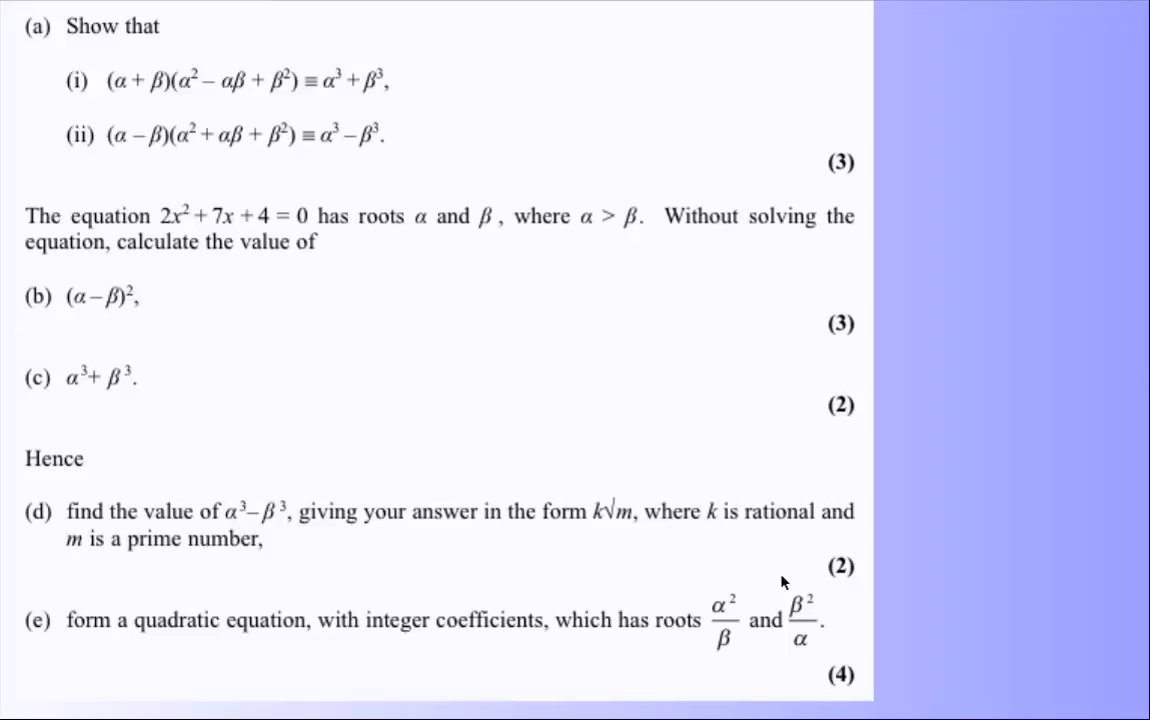 (a) Show that
(i) (α + β)(α² – αβ + β²) ≡ α³ + β³,
(ii) (α – β)(α² + αβ + β²) ≡ α³ – β³.
(3)
The equation 2x² + 7x + 4 = 0 has roots α and β , where α > β. Without solving the
equation, calculate the value of
(b) (α – β)²,
(3)
(c) α³ + β³.
(2)
Hence
(d) find the value of α³ – β³, giving your answer in the form k√m, where k is rational and
m is a prime number,
(2)
(e) form a quadratic equation, with integer coefficients, which has roots α²/β and β²/α.
(4)